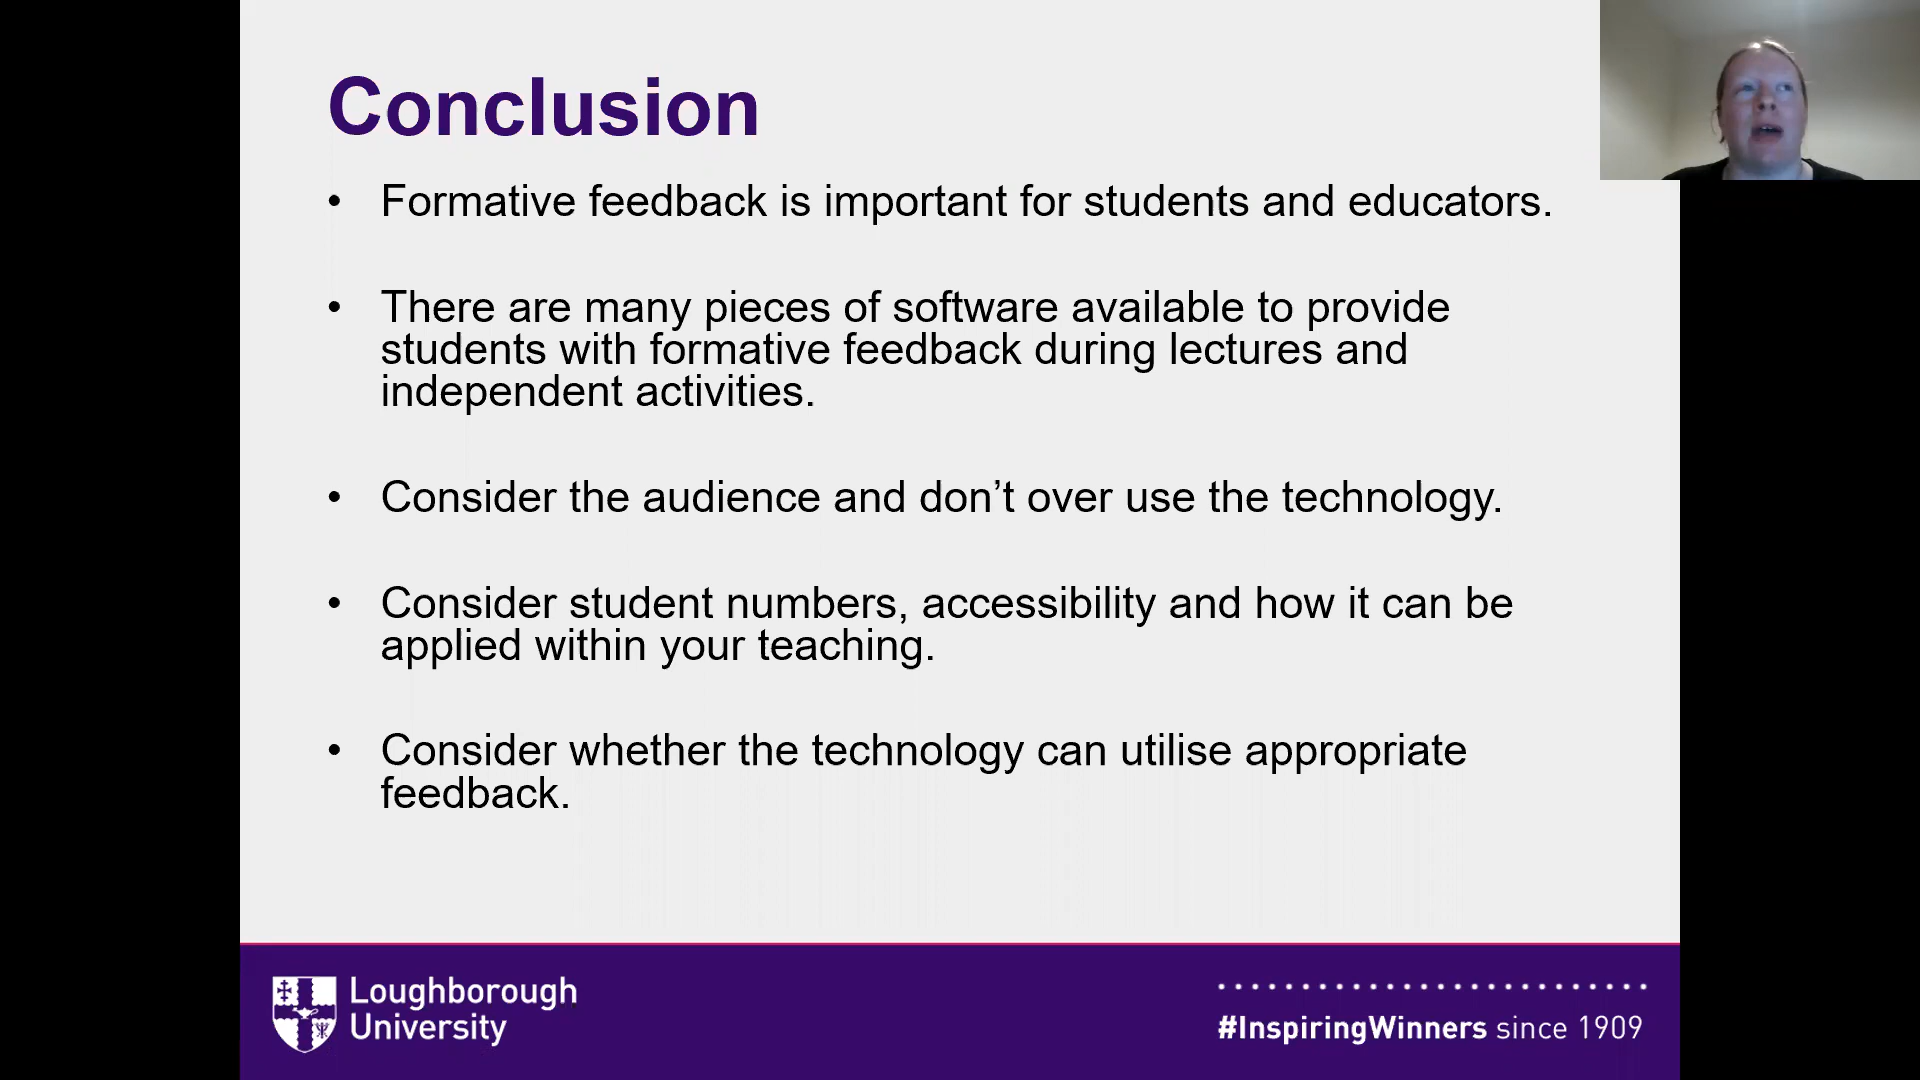 Conclusion
• Formative feedback is important for students and educators.
• There are many pieces of software available to provide
students with formative feedback during lectures and
independent activities.
• Consider the audience and don’t over use the technology.
• Consider student numbers, accessibility and how it can be
applied within your teaching.
• Consider whether the technology can utilise appropriate
feedback.
Loughborough
University
#InspiringWinners since 1909